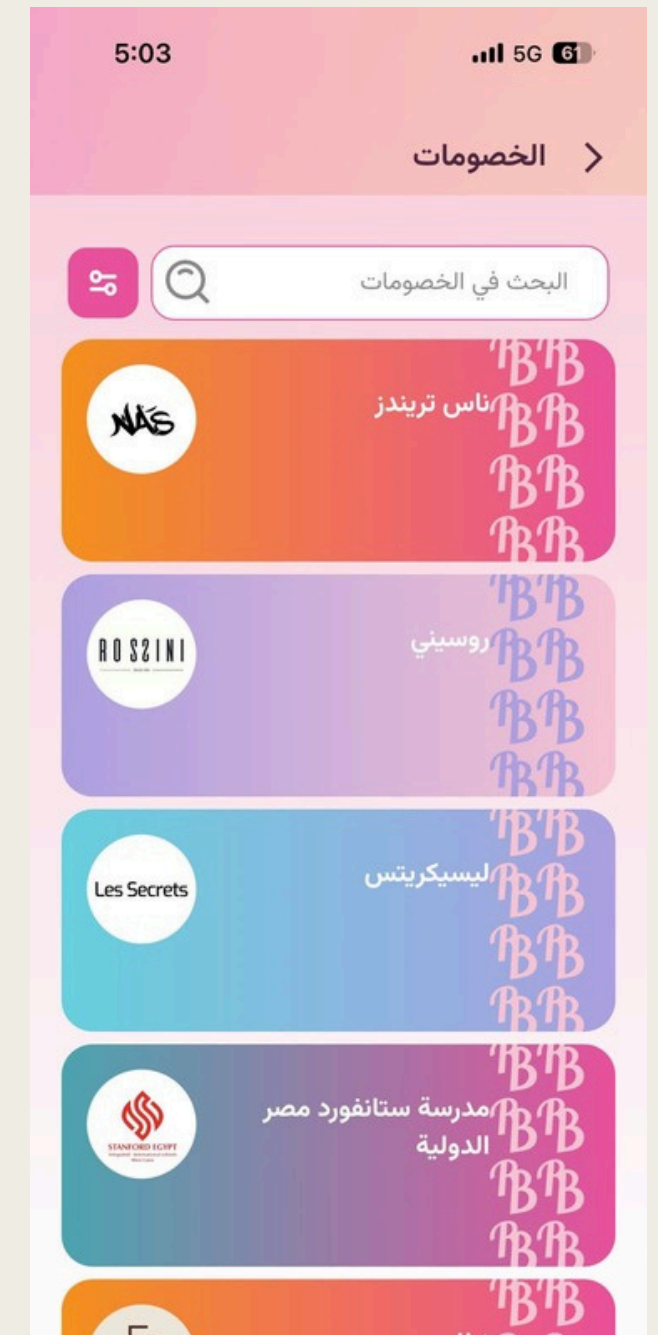 5:03
5G 61
الخصومات
البحث في الخصومات
ناس تريندز
NAS
روسيني
ROSSINI
ليسيكريتس
Les Secrets
مدرسة ستانفورد مصر
الدولية
STANFORD EGYPT